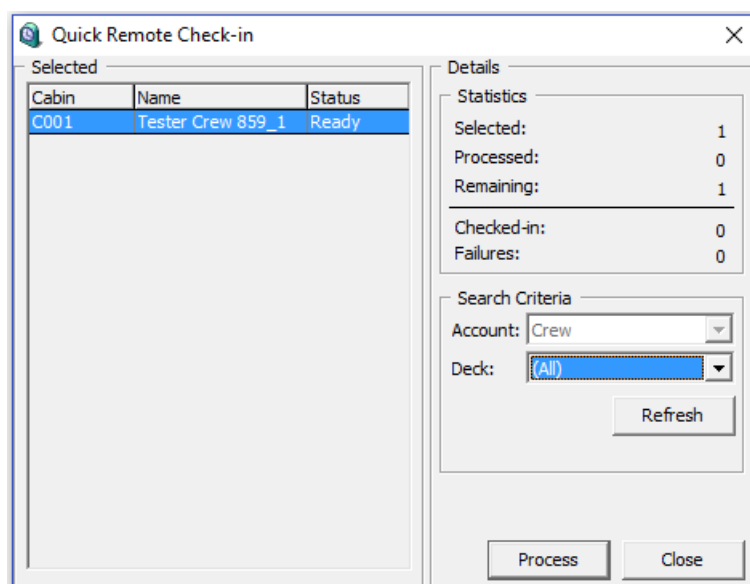 Quick Remote Check-in
Selected
Cabin Name Status
C001 Tester Crew 859_1 Ready
Details
Statistics
Selected: 1
Processed: 0
Remaining: 1
Checked-in: 0
Failures: 0
Search Criteria
Account: Crew
Deck: (All)
Refresh
Process Close